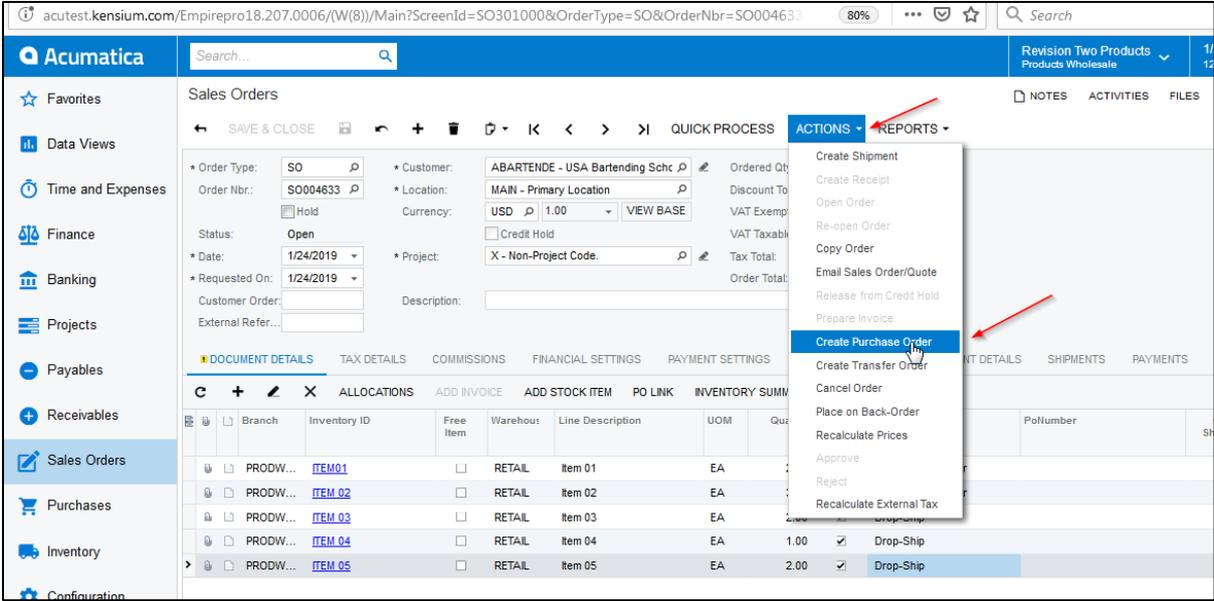 acutest.kensium.com/Empirepro18.207.0006/(W(8))/Main?ScreenId=SO301000&OrderType=SO&OrderNbr=SO004633
80%
Search
Acumatica
Search...
Revision Two Products
Products Wholesale
1/
12
Favorites
Data Views
Time and Expenses
Finance
Banking
Projects
Payables
Receivables
Sales Orders
Purchases
Inventory
Configuration
Sales Orders
NOTES ACTIVITIES FILES
SAVE & CLOSE QUICK PROCESS ACTIONS REPORTS
* Order Type: SO * Customer: ABARTENDE - USA Bartending Schc Ordered Qty
Order Nbr.: SO004633 * Location: MAIN - Primary Location Discount To
Hold Currency: USD 1.00 VIEW BASE VAT Exemp
Status: Open Credit Hold VAT Taxabl
* Date: 1/24/2019 * Project: X - Non-Project Code. Tax Total:
* Requested On: 1/24/2019 Order Total:
Customer Order: Description:
External Refer...
Create Shipment
Create Receipt
Open Order
Re-open Order
Copy Order
Email Sales Order/Quote
Release from Credit Hold
Prepare Invoice
Create Purchase Order
Create Transfer Order
Cancel Order
Place on Back-Order
Recalculate Prices
Approve
Reject
Recalculate External Tax
DOCUMENT DETAILS TAX DETAILS COMMISSIONS FINANCIAL SETTINGS PAYMENT SETTINGS NT DETAILS SHIPMENTS PAYMENTS
ALLOCATIONS ADD INVOICE ADD STOCK ITEM PO LINK INVENTORY SUMM
Branch Inventory ID Free Item Warehous Line Description UOM Qua PoNumber Sh
PRODW... ITEM01 RETAIL Item 01 EA
PRODW... ITEM 02 RETAIL Item 02 EA
PRODW... ITEM 03 RETAIL Item 03 EA 2.00 Drop-Ship
PRODW... ITEM 04 RETAIL Item 04 EA 1.00 Drop-Ship
PRODW... ITEM 05 RETAIL Item 05 EA 2.00 Drop-Ship